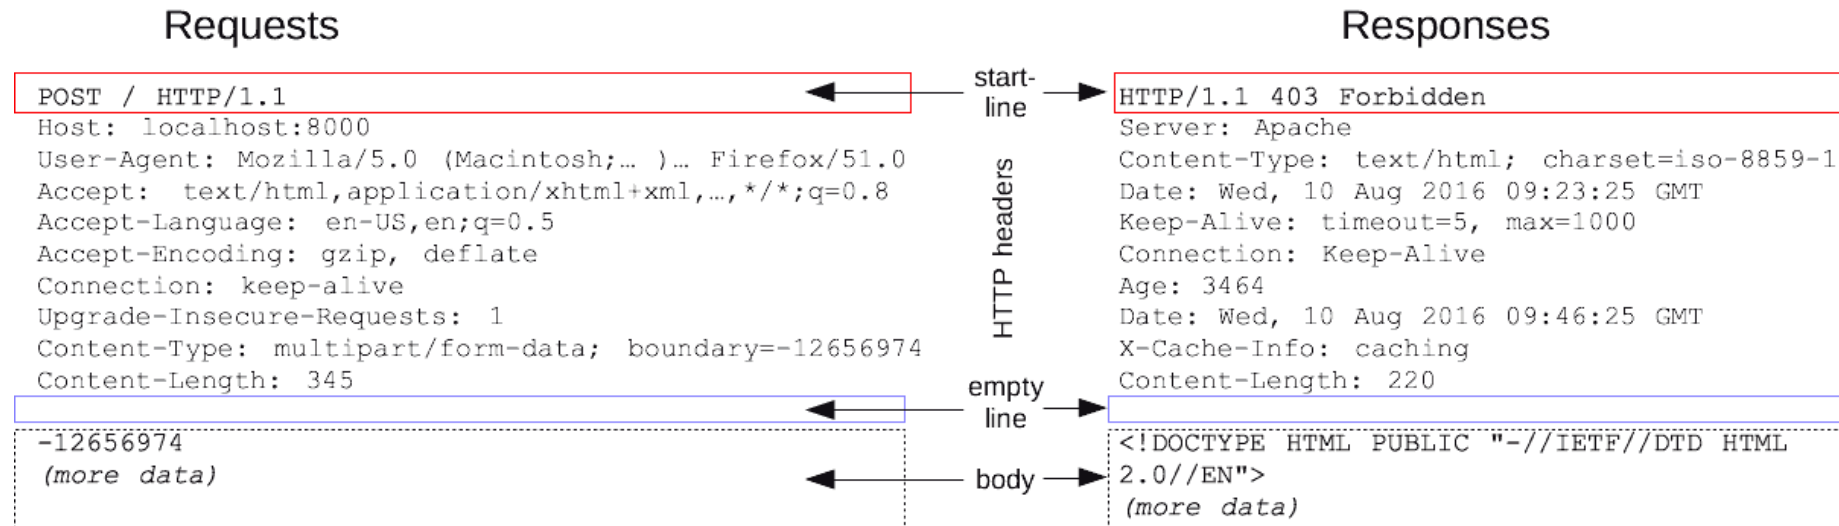 Requests
POST / HTTP/1.1
Host: localhost:8000
User-Agent: Mozilla/5.0 (Macintosh;… )… Firefox/51.0
Accept: text/html,application/xhtml+xml,…,*/*;q=0.8
Accept-Language: en-US,en;q=0.5
Accept-Encoding: gzip, deflate
Connection: keep-alive
Upgrade-Insecure-Requests: 1
Content-Type: multipart/form-data; boundary=-12656974
Content-Length: 345
-12656974
(more data)
start-
line
HTTP headers
empty
line
body
Responses
HTTP/1.1 403 Forbidden
Server: Apache
Content-Type: text/html; charset=iso-8859-1
Date: Wed, 10 Aug 2016 09:23:25 GMT
Keep-Alive: timeout=5, max=1000
Connection: Keep-Alive
Age: 3464
Date: Wed, 10 Aug 2016 09:46:25 GMT
X-Cache-Info: caching
Content-Length: 220
<!DOCTYPE HTML PUBLIC "-//IETF//DTD HTML
2.0//EN">
(more data)